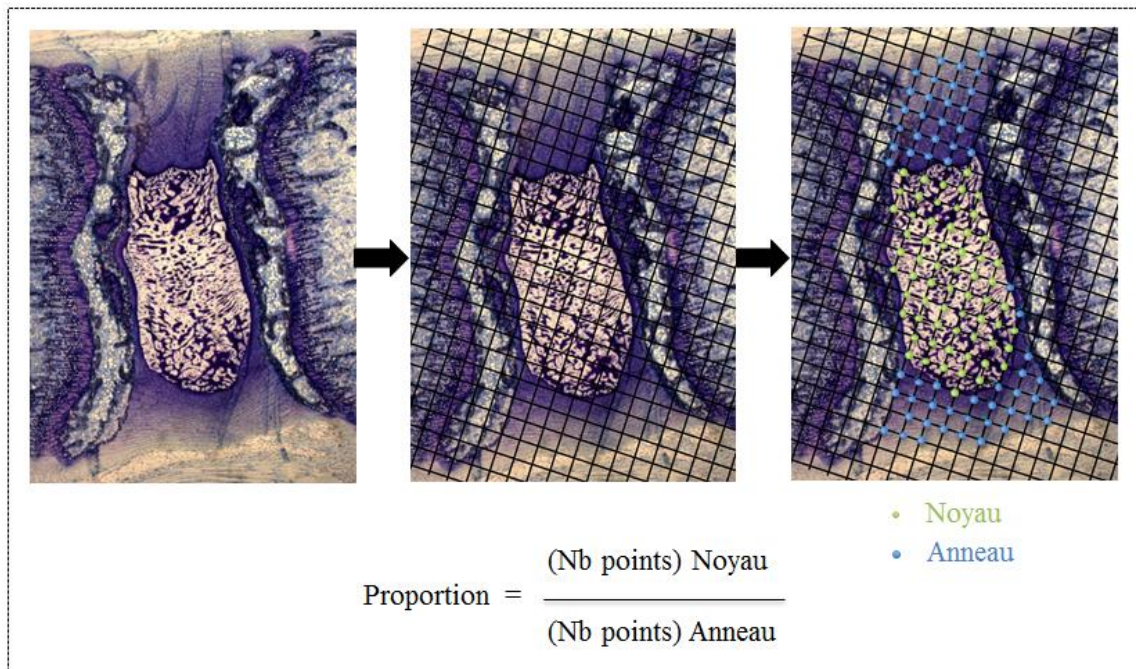 Noyau
Anneau
(Nb points) Noyau
Proportion =
(Nb points) Anneau